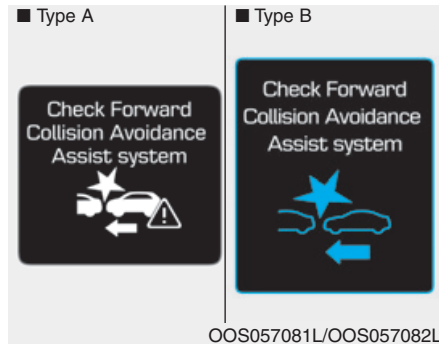 ■ Type A
■ Type B
Check Forward
Collision Avoidance
Assist system
Check Forward
Collision Avoidance
Assist system
OOS057081L/OOS057082L